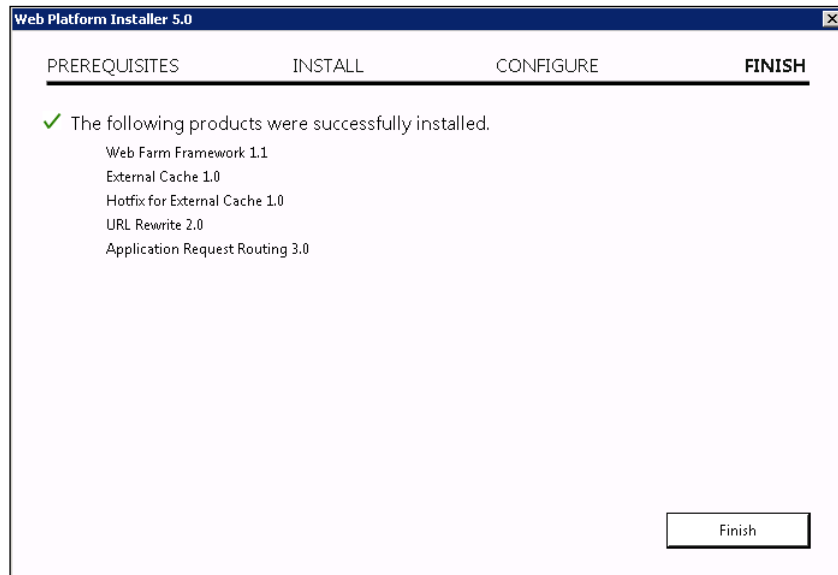 Web Platform Installer 5.0
PREREQUISITES INSTALL CONFIGURE FINISH
The following products were successfully installed.
Web Farm Framework 1.1
External Cache 1.0
Hotfix for External Cache 1.0
URL Rewrite 2.0
Application Request Routing 3.0
Finish